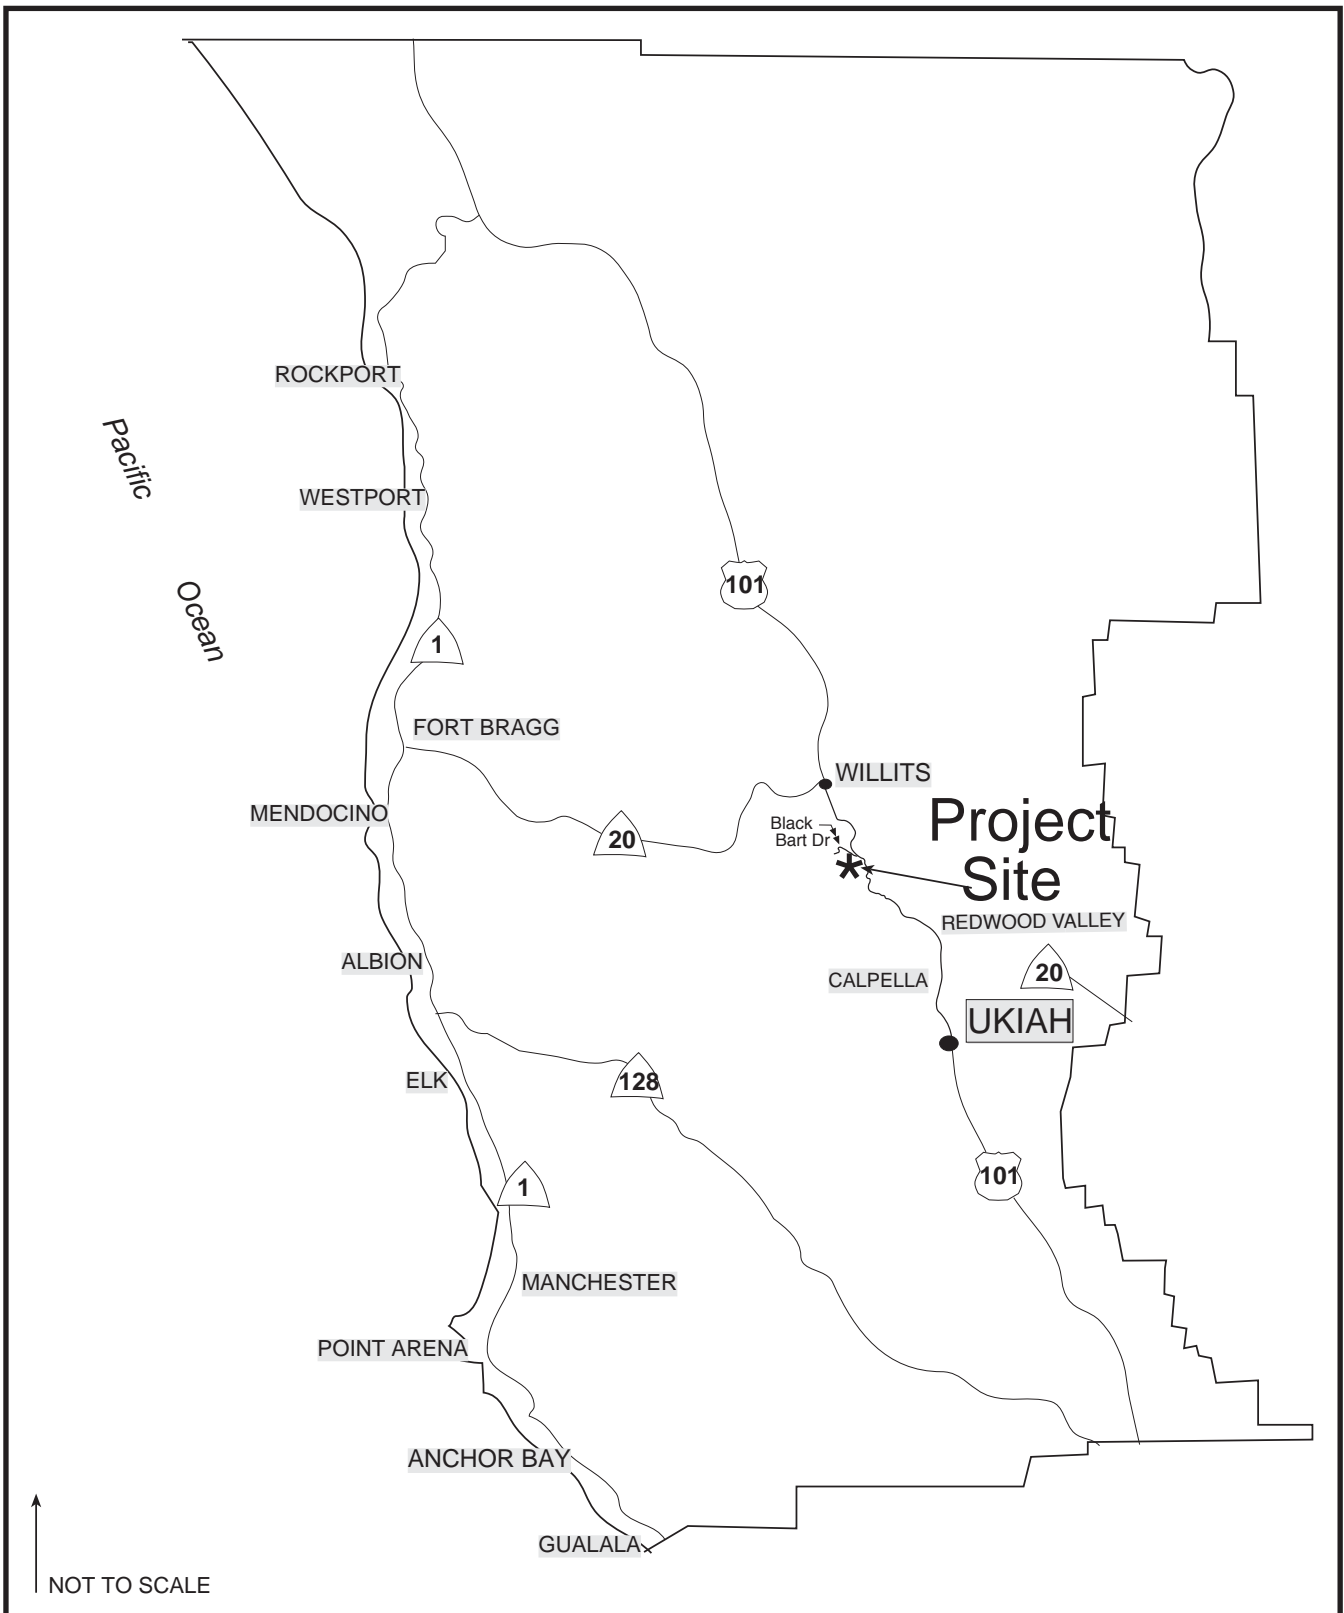 ROCKPORT
Pacific
WESTPORT
Ocean
101
1
FORT BRAGG
WILLITS
MENDOCINO
20
Black
Bart Dr
Project
Site
REDWOOD VALLEY
ALBION
CALPELLA
20
UKIAH
ELK
128
1
101
MANCHESTER
POINT ARENA
ANCHOR BAY
GUALALA
NOT TO SCALE